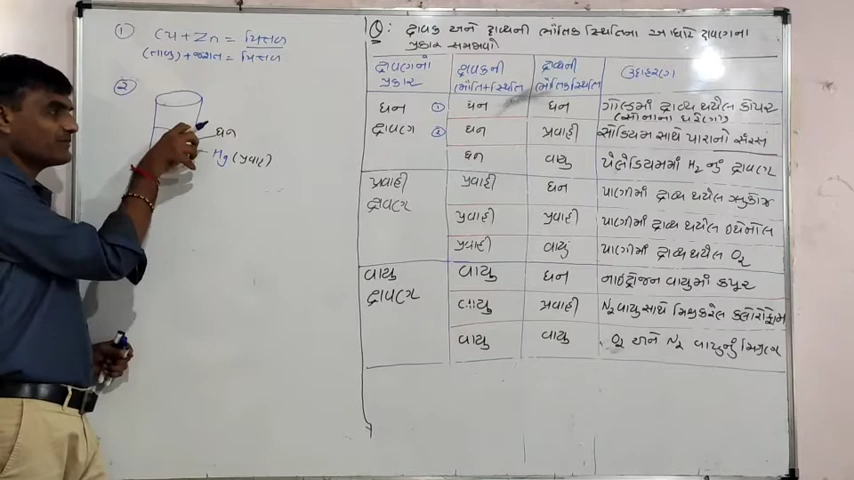 ① Cu + Zn = પિત્તળ
(તાંબુ) + જસત = પિત્તળ
②
ઘન
Hg (પ્રવાહી)
Q: દ્રાવક અને દ્રાવ્યની ભૌતિક સ્થિતિના આધારે દ્રાવણના
પ્રકાર સમજાવો
દ્રાવણનો પ્રકાર | દ્રાવકની ભૌતિક સ્થિતિ | દ્રાવ્યની ભૌતિક સ્થિતિ | ઉદાહરણ
ઘન દ્રાવણ | ① ઘન | ઘન | ગોલ્ડમાં દ્રાવ્ય થયેલ કોપર (સોનાના ઘરેણાં)
② ઘન | પ્રવાહી | સોડિયમ સાથે પારાનો સંરસ
ઘન | વાયુ | પેલેડિયમમાં H2 નું દ્રાવણ
પ્રવાહી દ્રાવણ | પ્રવાહી | ઘન | પાણીમાં દ્રાવ્ય થયેલ ગ્લુકોઝ
પ્રવાહી | પ્રવાહી | પાણીમાં દ્રાવ્ય થયેલ ઇથેનોલ
પ્રવાહી | વાયુ | પાણીમાં દ્રાવ્ય થયેલ O2
વાયુ દ્રાવણ | વાયુ | ઘન | નાઇટ્રોજન વાયુમાં કપૂર
વાયુ | પ્રવાહી | N2 વાયુ સાથે મિશ્ર કરેલ ક્લોરોફોર્મ
વાયુ | વાયુ | O2 અને N2 વાયુનું મિશ્રણ